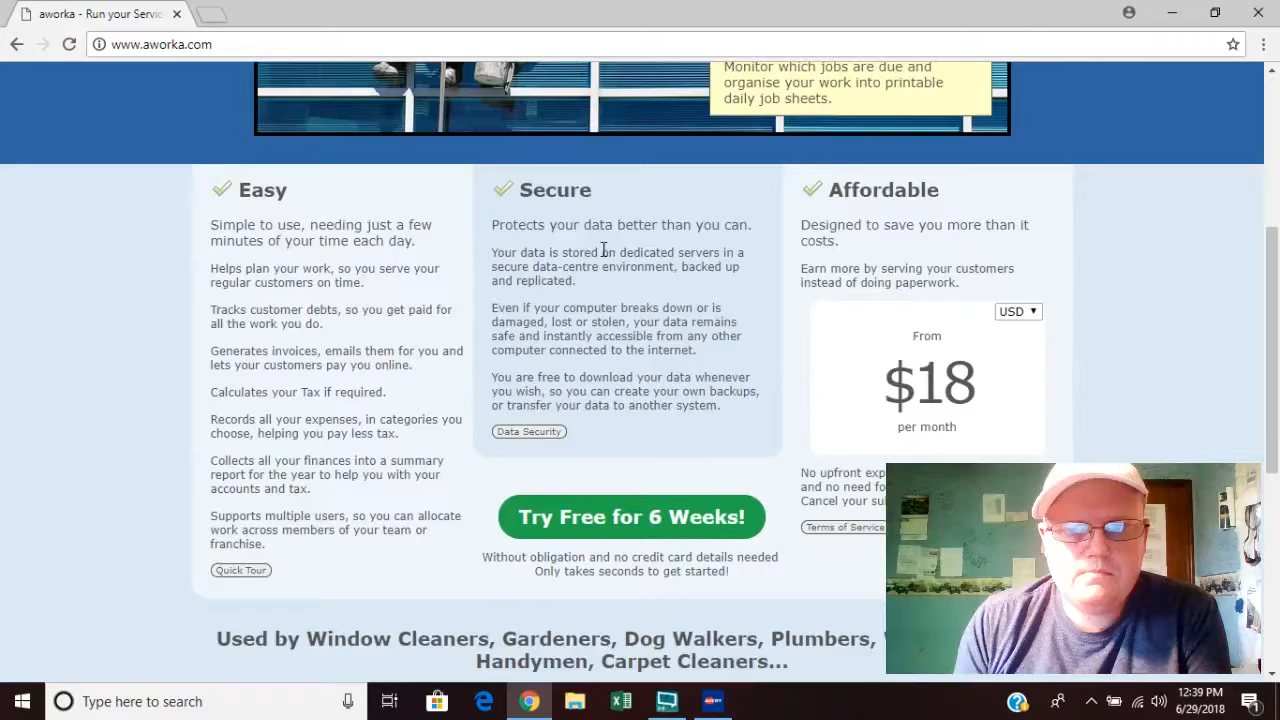 aworka - Run your Servic
www.aworka.com
Monitor which jobs are due and
organise your work into printable
daily job sheets.
Easy
Simple to use, needing just a few
minutes of your time each day.
Helps plan your work, so you serve your
regular customers on time.
Tracks customer debts, so you get paid for
all the work you do.
Generates invoices, emails them for you and
lets your customers pay you online.
Calculates your Tax if required.
Records all your expenses, in categories you
choose, helping you pay less tax.
Collects all your finances into a summary
report for the year to help you with your
accounts and tax.
Supports multiple users, so you can allocate
work across members of your team or
franchise.
Quick Tour
Secure
Protects your data better than you can.
Your data is stored on dedicated servers in a
secure data-centre environment, backed up
and replicated.
Even if your computer breaks down or is
damaged, lost or stolen, your data remains
safe and instantly accessible from any other
computer connected to the internet.
You are free to download your data whenever
you wish, so you can create your own backups,
or transfer your data to another system.
Data Security
Try Free for 6 Weeks!
Without obligation and no credit card details needed
Only takes seconds to get started!
Affordable
Designed to save you more than it
costs.
Earn more by serving your customers
instead of doing paperwork.
USD
From
$18
per month
No upfront exp
and no need fo
Cancel your su
Terms of Service
Used by Window Cleaners, Gardeners, Dog Walkers, Plumbers,
Handymen, Carpet Cleaners...
Type here to search
12:39 PM
6/29/2018